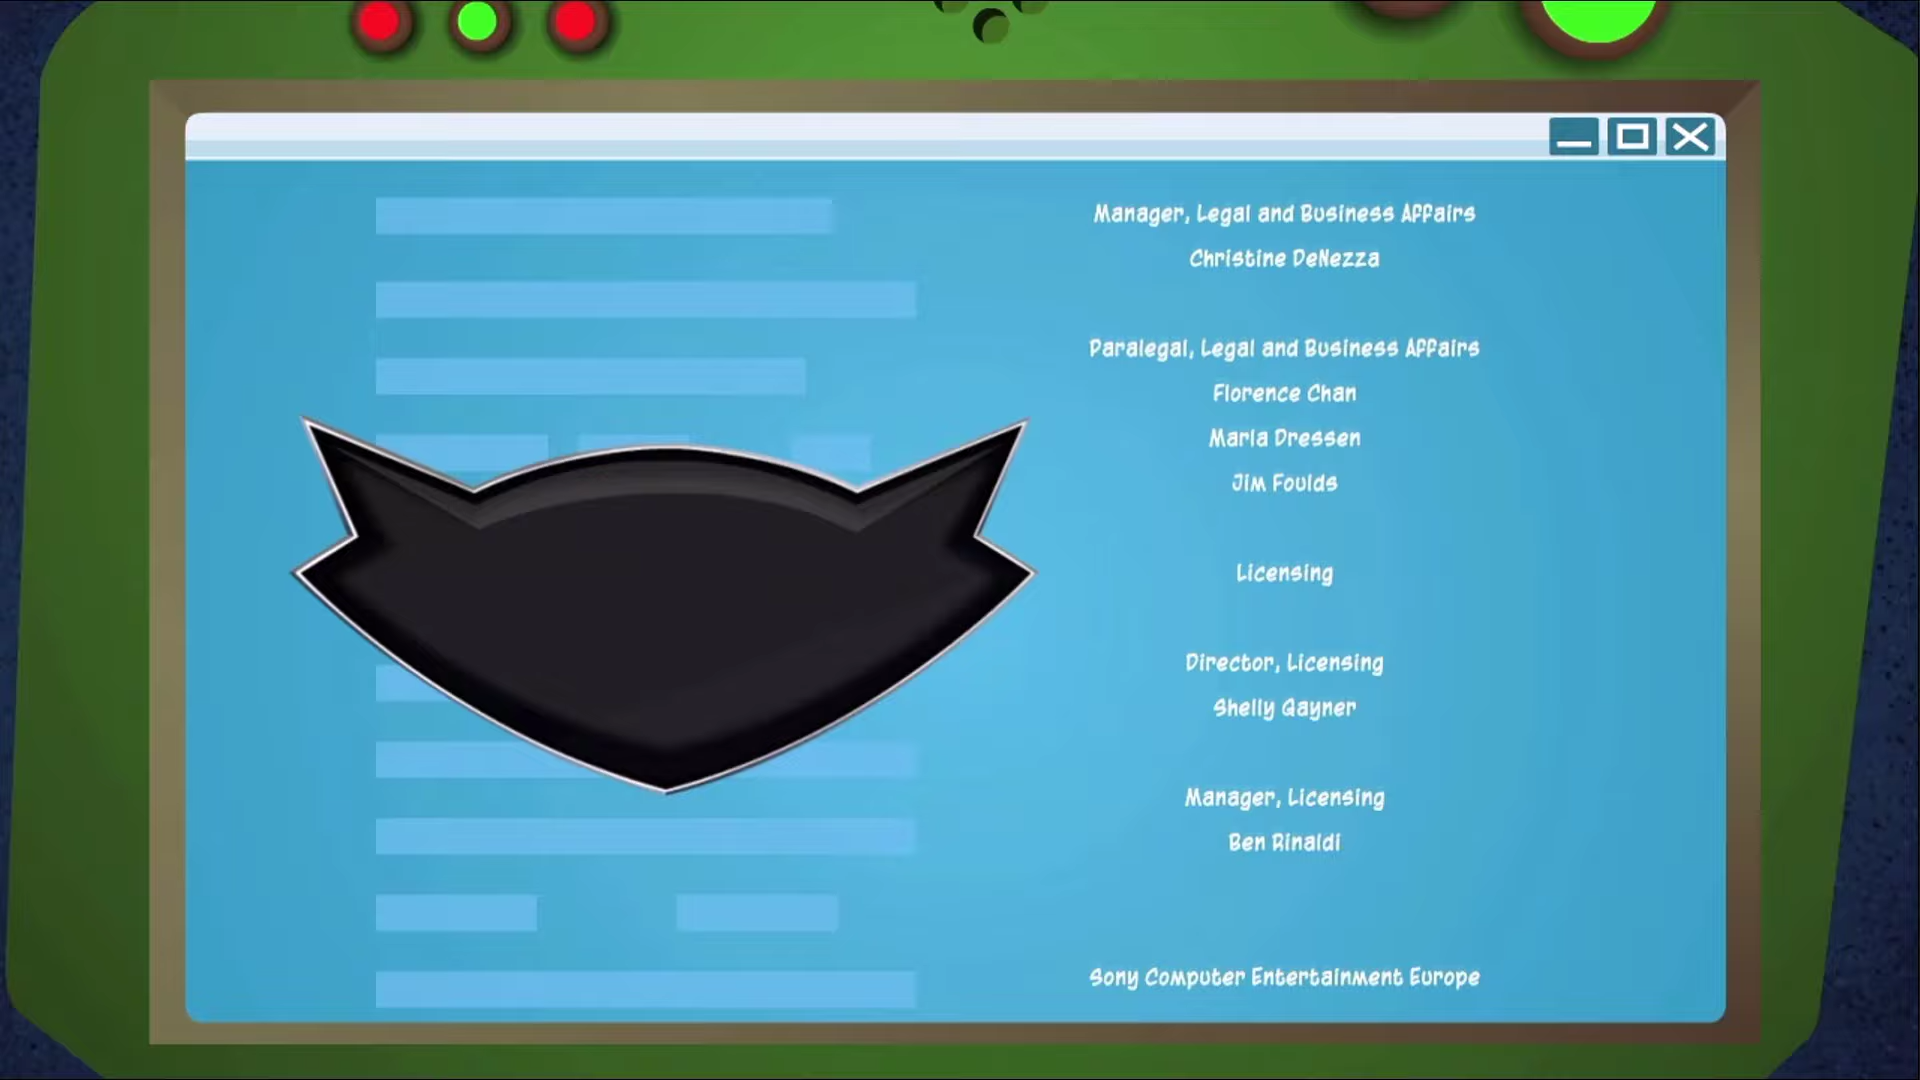 Manager, Legal and Business Affairs
Christine DeNezza
Paralegal, Legal and Business Affairs
Florence Chan
Marla Dressen
Jim Foulds
Licensing
Director, Licensing
Shelly Gayner
Manager, Licensing
Ben Rinaldi
Sony Computer Entertainment Europe